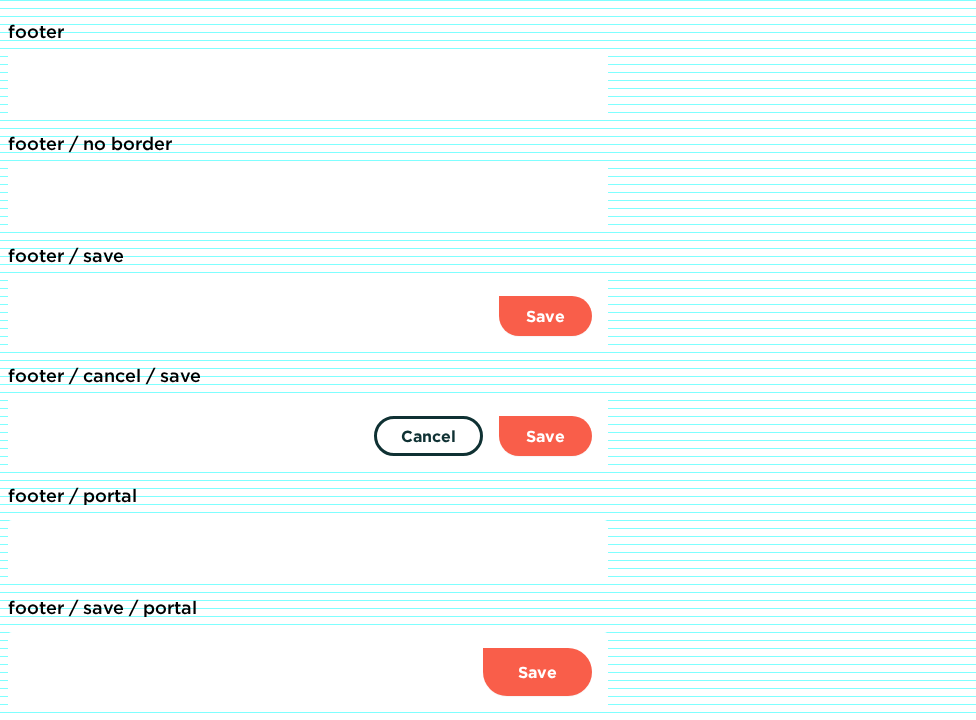 footer
footer / no border
footer / save
Save
footer / cancel / save
Cancel Save
footer / portal
footer / save / portal
Save